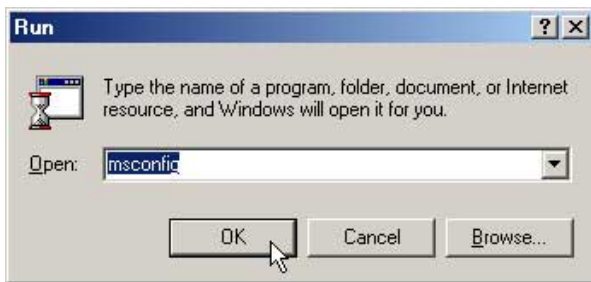 Run
Type the name of a program, folder, document, or Internet
resource, and Windows will open it for you.
Open: msconfig
OK Cancel Browse...